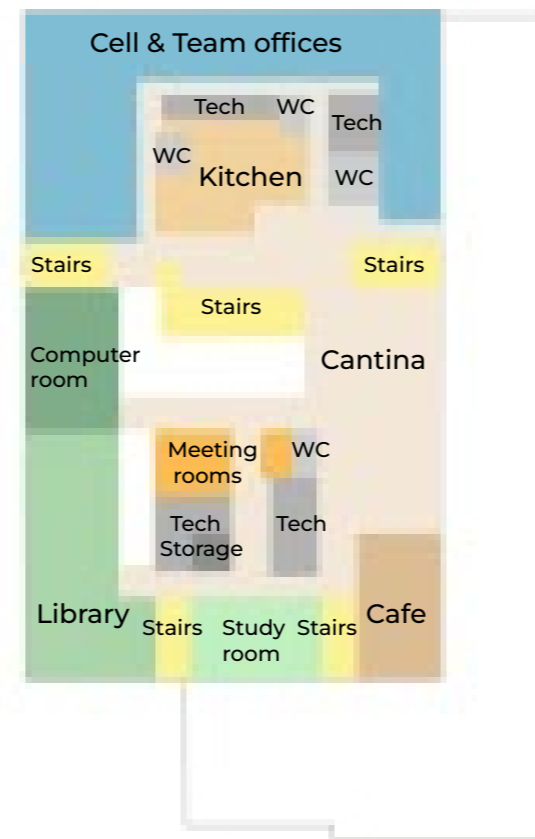 Cell & Team offices
Tech
WC
Tech
WC
Kitchen
WC
Stairs
Stairs
Stairs
Computer
room
Cantina
Meeting
rooms
WC
Tech
Storage
Tech
Library
Stairs
Study
room
Stairs
Cafe